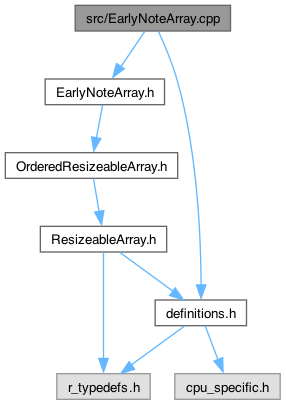 src/EarlyNoteArray.cpp
EarlyNoteArray.h
OrderedResizeableArray.h
ResizeableArray.h
definitions.h
r_typedefs.h
cpu_specific.h